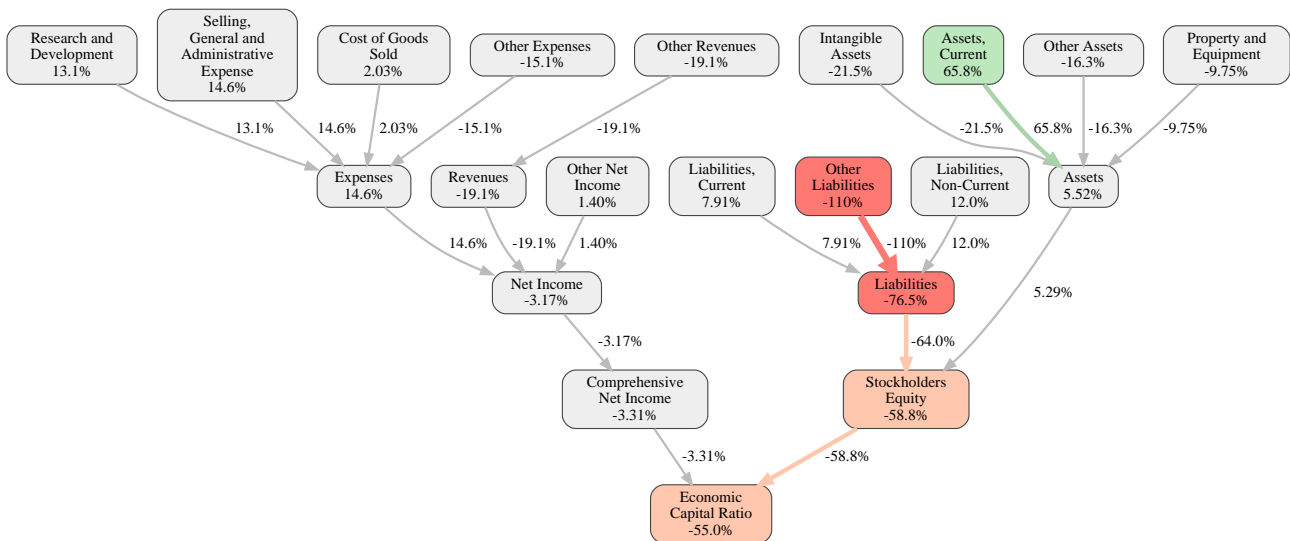 Research and
Development
13.1%
Selling,
General and
Administrative
Expense
14.6%
Cost of Goods
Sold
2.03%
Other Expenses
-15.1%
Other Revenues
-19.1%
Intangible
Assets
-21.5%
Assets,
Current
65.8%
Other Assets
-16.3%
Property and
Equipment
-9.75%
13.1%
14.6%
2.03%
-15.1%
-19.1%
-21.5%
65.8%
-16.3%
-9.75%
Expenses
14.6%
Revenues
-19.1%
Other Net
Income
1.40%
Liabilities,
Current
7.91%
Other
Liabilities
-110%
Liabilities,
Non-Current
12.0%
Assets
5.52%
14.6%
-19.1%
1.40%
7.91%
-110%
12.0%
5.29%
Net Income
-3.17%
Liabilities
-76.5%
-3.17%
-64.0%
Comprehensive
Net Income
-3.31%
Stockholders
Equity
-58.8%
-3.31%
-58.8%
Economic
Capital Ratio
-55.0%